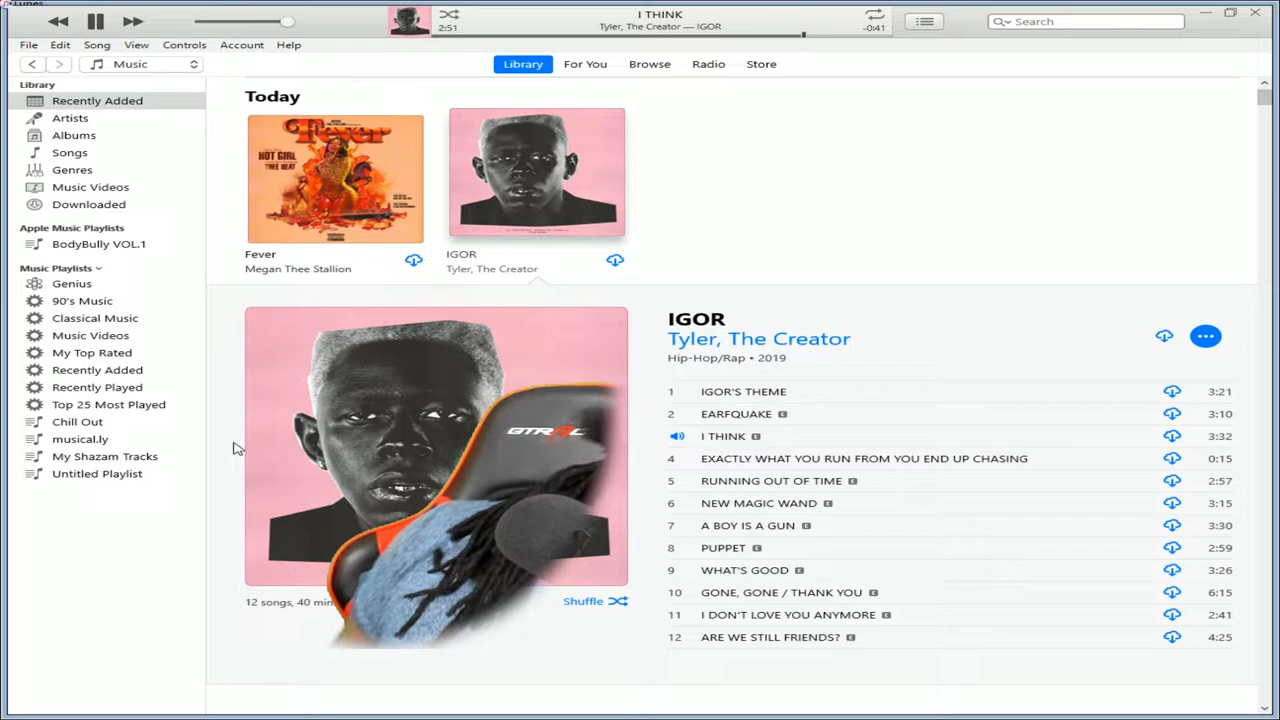 iTunes
I THINK
2:51 Tyler, The Creator — IGOR -0:41
Search
File Edit Song View Controls Account Help
Music
Library For You Browse Radio Store
Library
Recently Added
Artists
Albums
Songs
Genres
Music Videos
Downloaded
Apple Music Playlists
BodyBully VOL.1
Music Playlists
Genius
90's Music
Classical Music
Music Videos
My Top Rated
Recently Added
Recently Played
Top 25 Most Played
Chill Out
musical.ly
My Shazam Tracks
Untitled Playlist
Today
Fever
HOT GIRL
THEE HEAT
Fever
Megan Thee Stallion
IGOR
Tyler, The Creator
GTRACING
12 songs, 40 min
Shuffle
IGOR
Tyler, The Creator
Hip-Hop/Rap • 2019
1 IGOR'S THEME 3:21
2 EARFQUAKE E 3:10
I THINK E 3:32
4 EXACTLY WHAT YOU RUN FROM YOU END UP CHASING 0:15
5 RUNNING OUT OF TIME E 2:57
6 NEW MAGIC WAND E 3:15
7 A BOY IS A GUN E 3:30
8 PUPPET E 2:59
9 WHAT'S GOOD E 3:26
10 GONE, GONE / THANK YOU E 6:15
11 I DON'T LOVE YOU ANYMORE E 2:41
12 ARE WE STILL FRIENDS? E 4:25